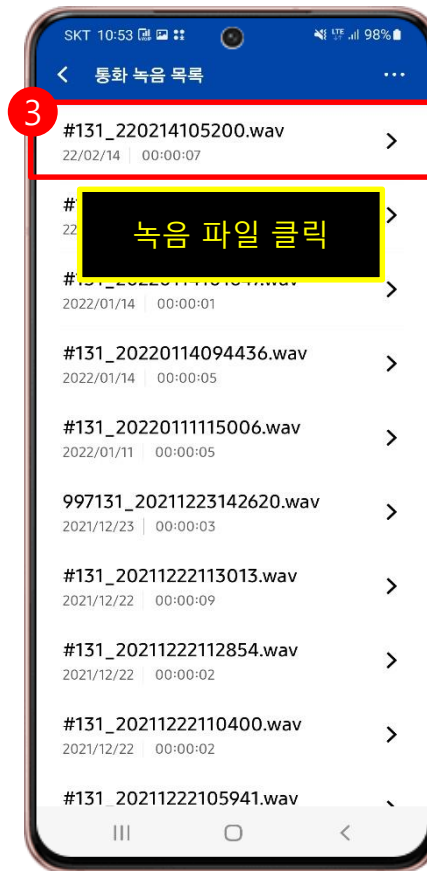 SKT 10:53 LTE 98%
통화 녹음 목록
3
#131_220214105200.wav
22/02/14 00:00:07
녹음 파일 클릭
2022/01/14 00:00:01
#131_20220114094436.wav
2022/01/14 00:00:05
#131_20220111115006.wav
2022/01/11 00:00:05
997131_20211223142620.wav
2021/12/23 00:00:03
#131_20211222113013.wav
2021/12/22 00:00:09
#131_20211222112854.wav
2021/12/22 00:00:02
#131_20211222110400.wav
2021/12/22 00:00:02
#131_20211222105941.wav